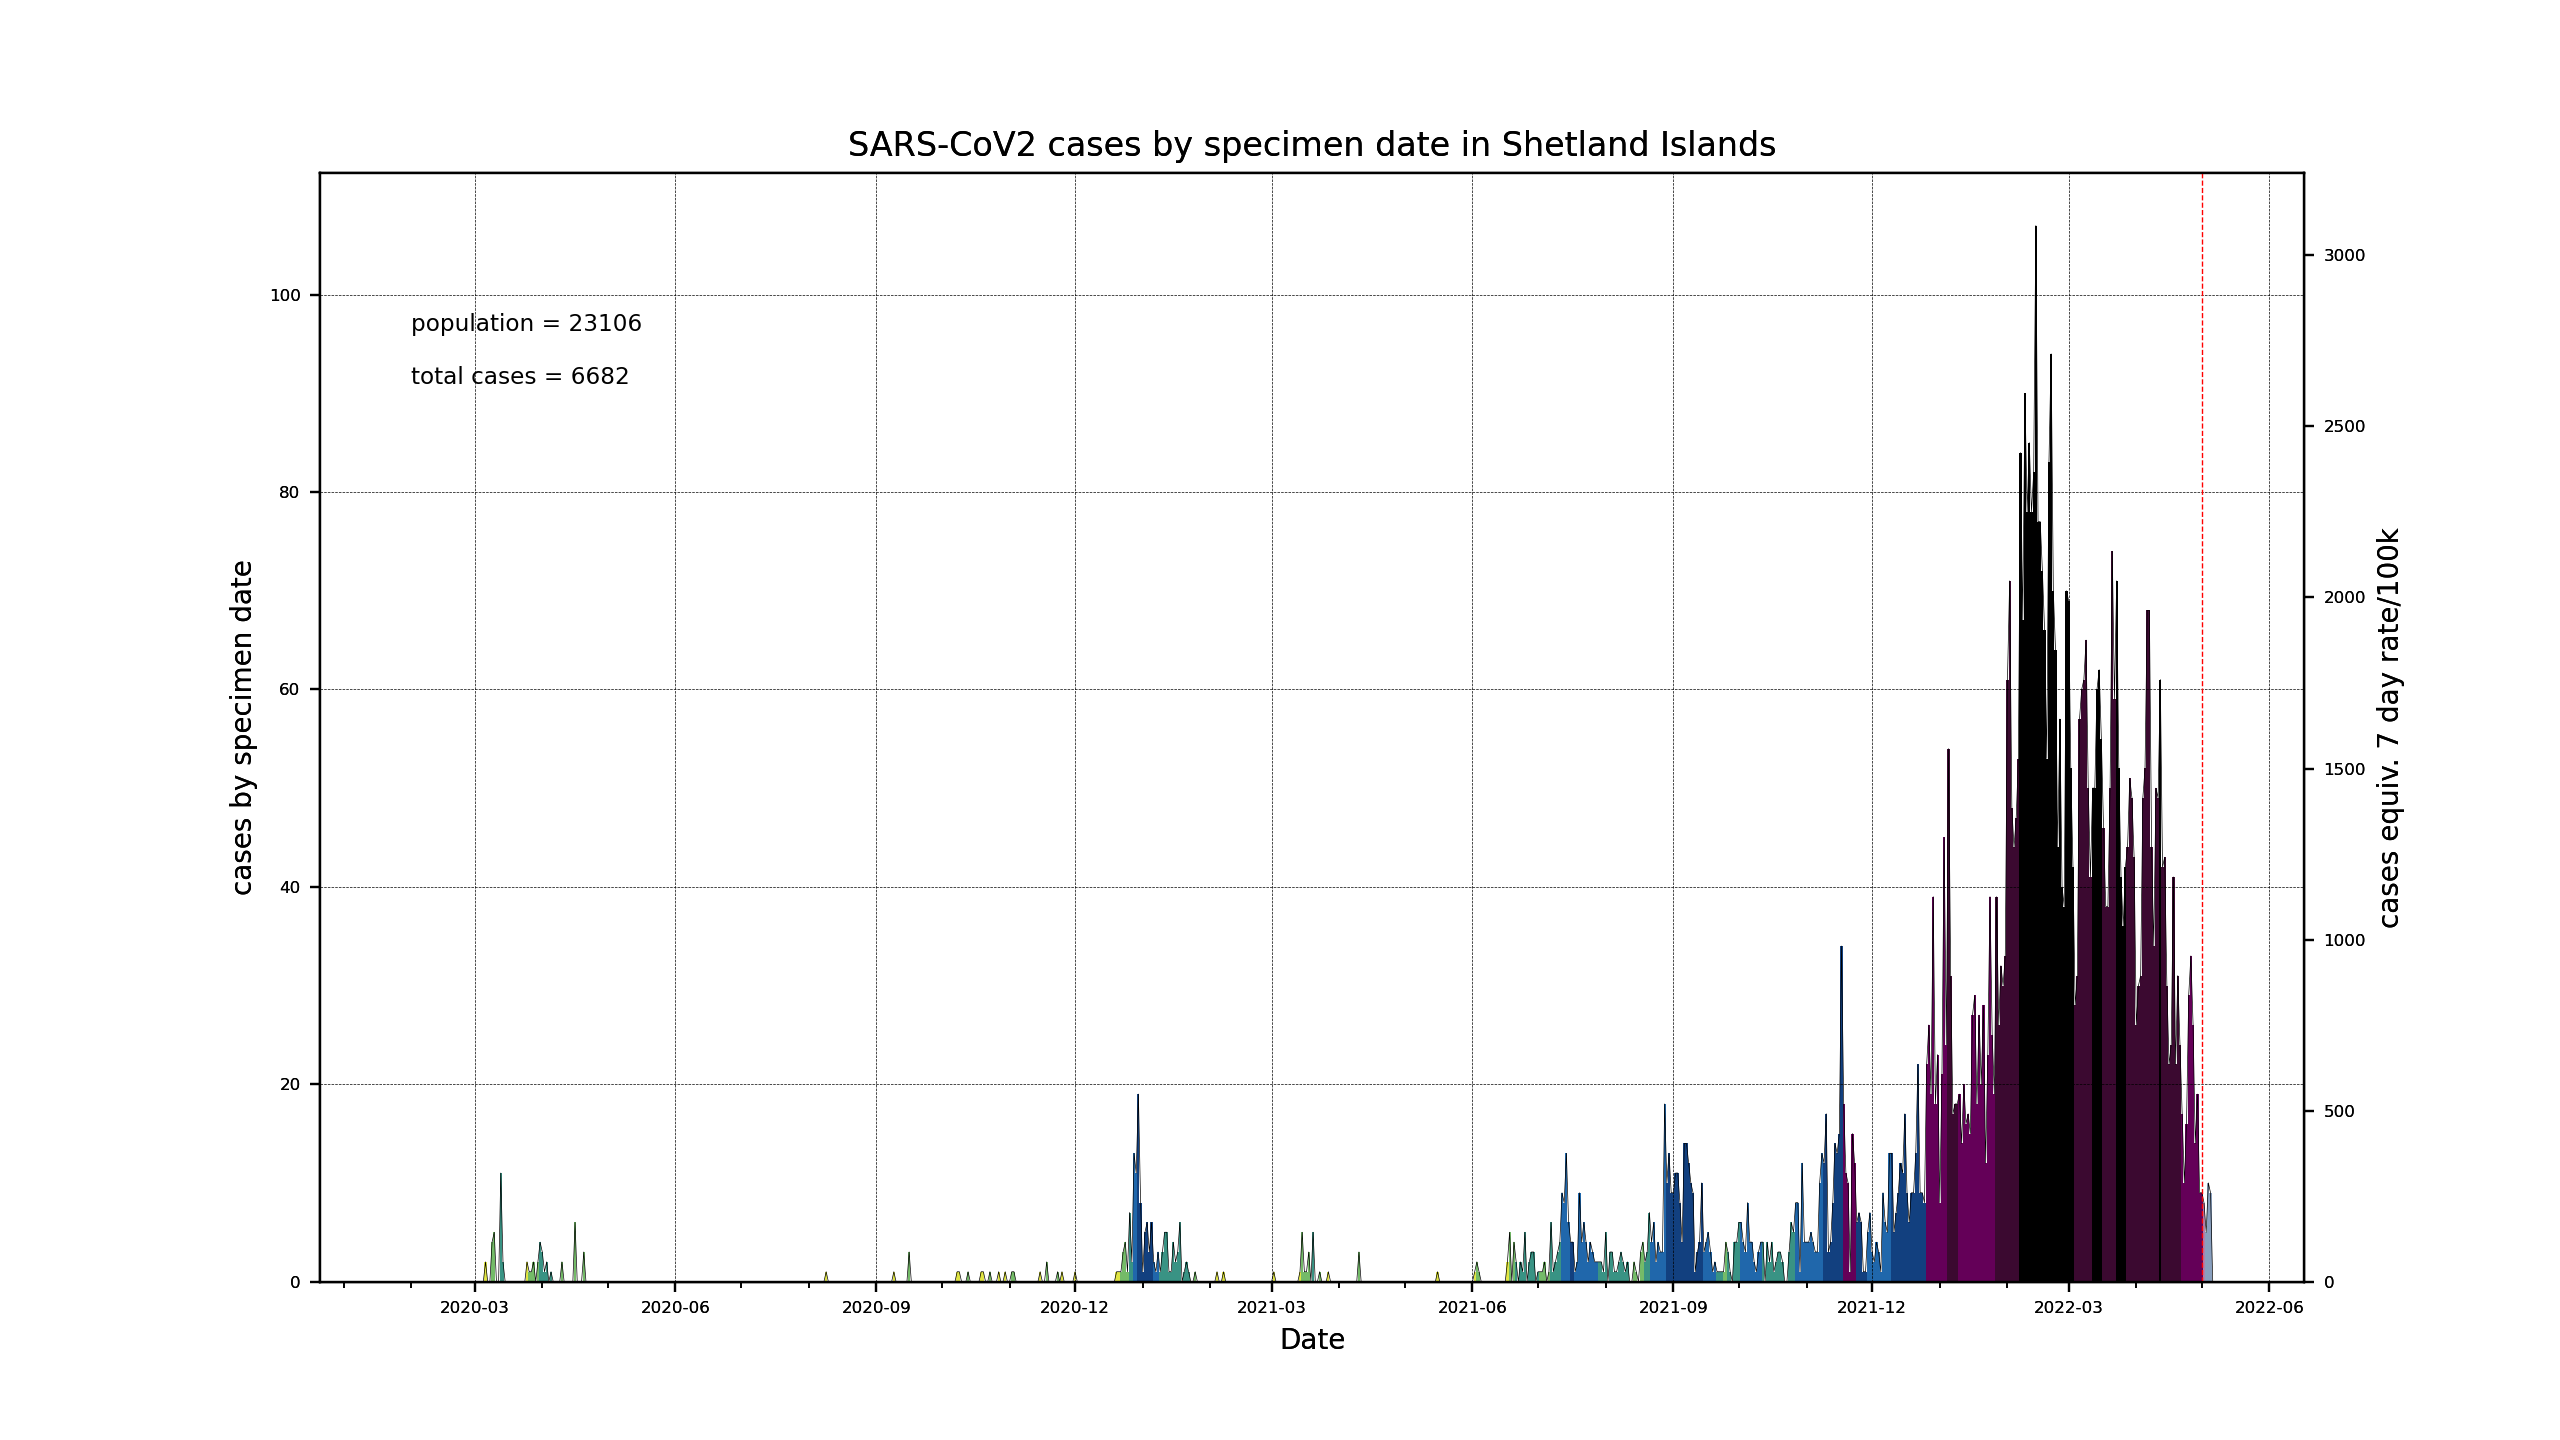 SARS-CoV2 cases by specimen date in Shetland Islands
population = 23106
total cases = 6682
cases by specimen date
100
80
60
40
20
0
3000
2500
2000
1500
1000
500
0
cases equiv. 7 day rate/100k
2020-03 2020-06 2020-09 2020-12 2021-03 2021-06 2021-09 2021-12 2022-03 2022-06
Date